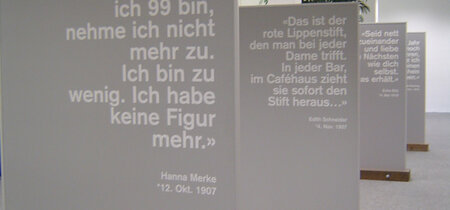 ich 99 bin,
nehme ich nicht
mehr zu.
Ich bin zu
wenig. Ich habe
keine Figur
mehr.»
Hanna Merke
*12. Okt. 1907
«Das ist der
rote Lippenstift,
den man bei jeder
Dame trifft.
In jeder Bar,
im Caféhaus zieht
sie sofort den
Stift heraus...»
Edith Schneider
*4. Nov. 1907
«Seid nett
zueinander
und liebe
Nächsten
wie dich
selbst.
erhält.»